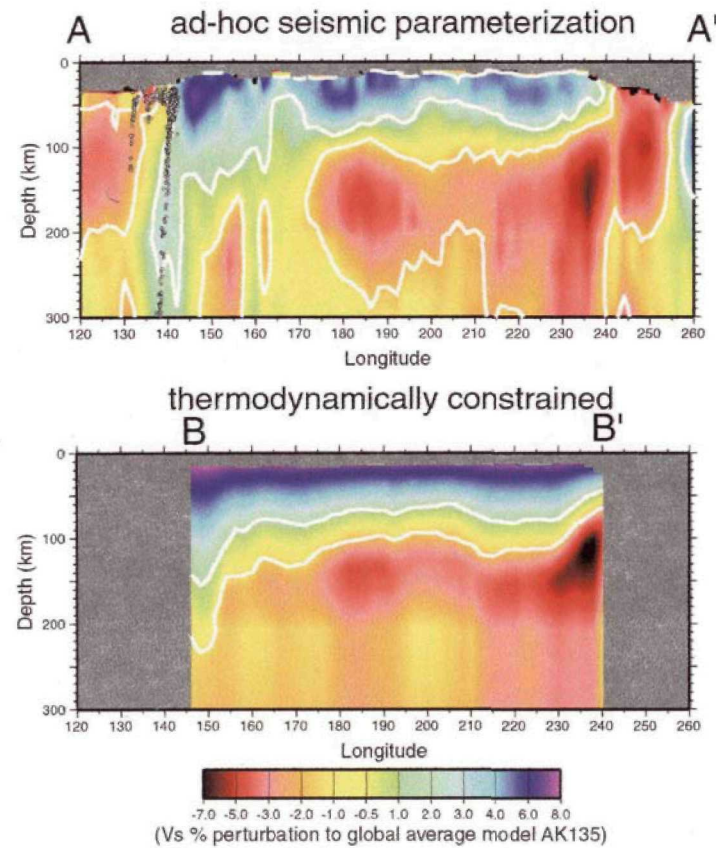 A A'
ad-hoc seismic parameterization
0
100
200
300
Depth (km)
120 130 140 150 160 170 180 190 200 210 220 230 240 250 260
Longitude
thermodynamically constrained
B B'
0
100
200
300
Depth (km)
120 130 140 150 160 170 180 190 200 210 220 230 240 250 260
Longitude
-7.0 -5.0 -3.0 -2.0 -1.0 -0.5 1.0 2.0 3.0 4.0 6.0 8.0
(Vs % perturbation to global average model AK135)